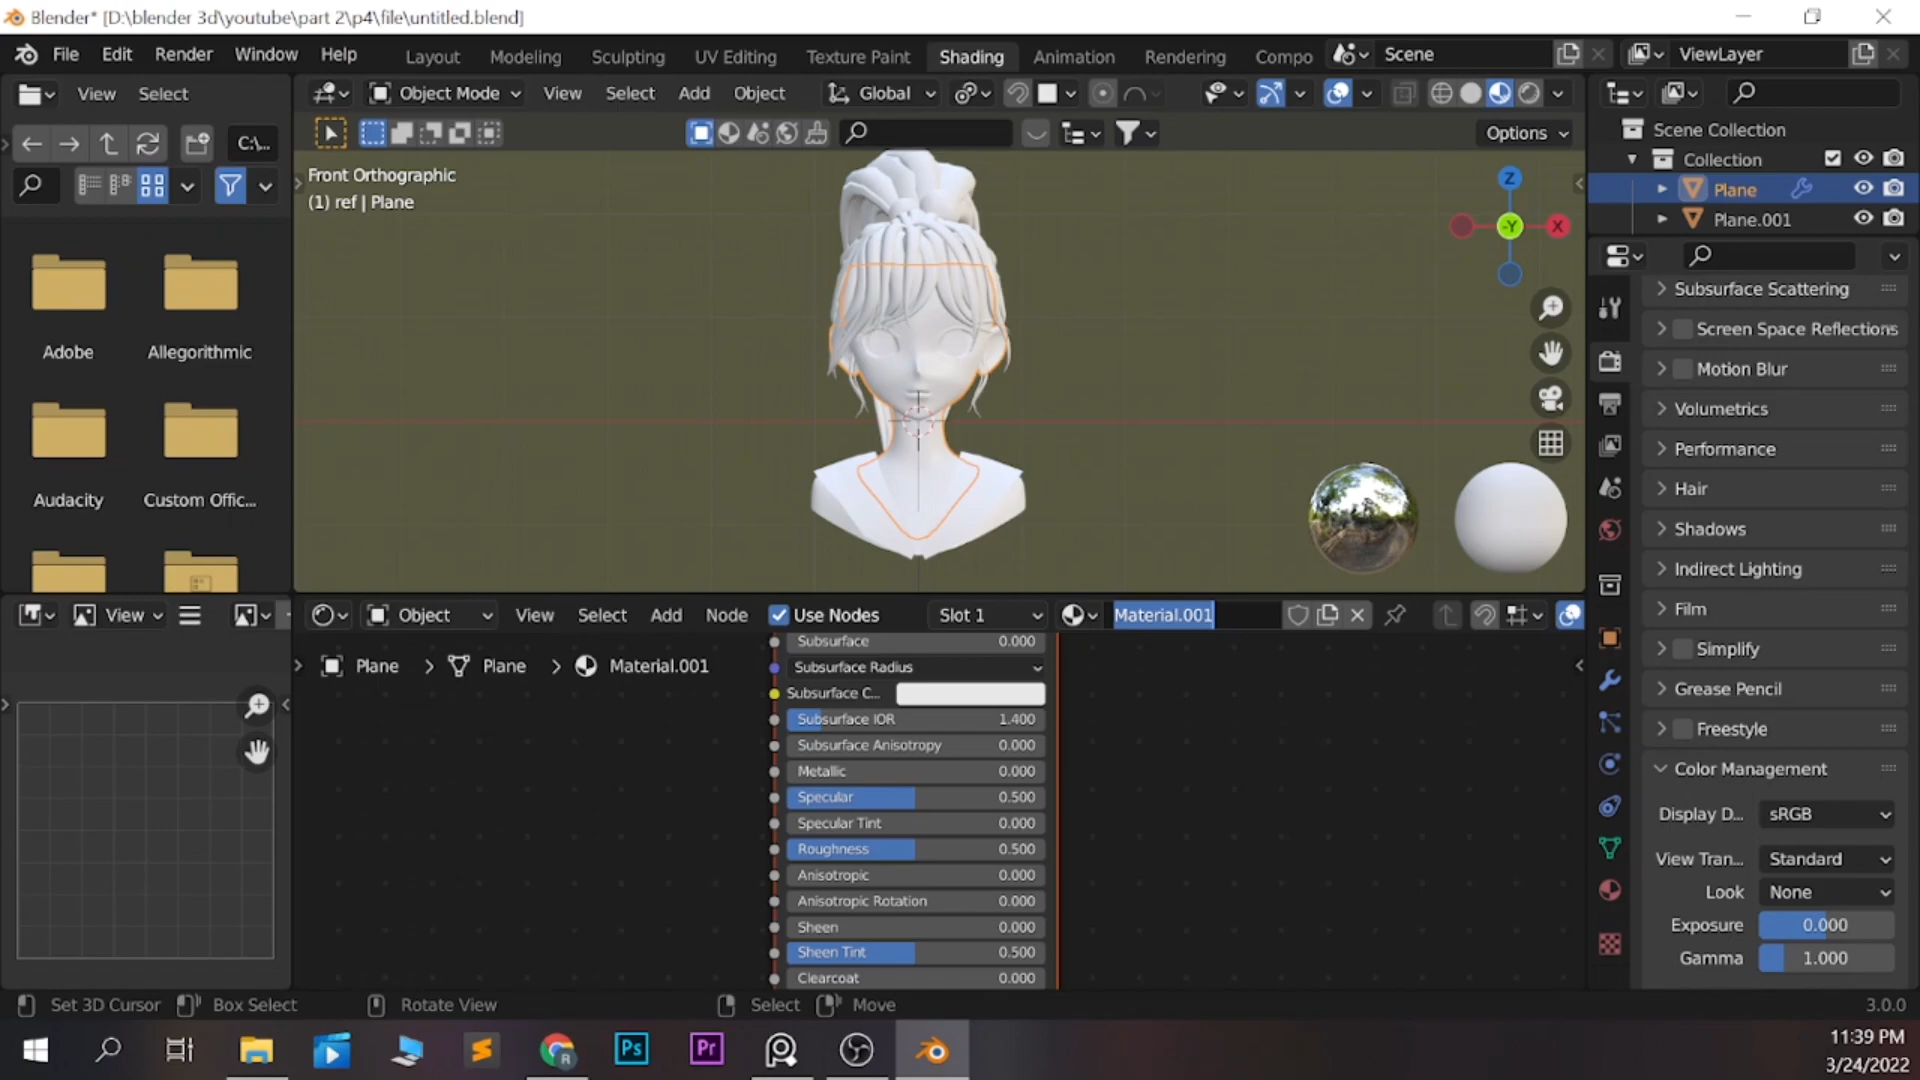 Blender* [D:\blender 3d\youtube\part 2\p4\file\untitled.blend]
File Edit Render Window Help Layout Modeling Sculpting UV Editing Texture Paint Shading Animation Rendering Compo Scene ViewLayer
View Select Object Mode View Select Add Object Global
C:\... Options
Front Orthographic
(1) ref | Plane
Z
-Y X
Adobe Allegorithmic
Audacity Custom Offic...
Scene Collection
Collection
Plane
Plane.001
Subsurface Scattering
Screen Space Reflections
Motion Blur
Volumetrics
Performance
Hair
Shadows
Indirect Lighting
Film
Simplify
Grease Pencil
Freestyle
Color Management
Display D... sRGB
View Tran... Standard
Look None
Exposure 0.000
Gamma 1.000
View Object View Select Add Node Use Nodes Slot 1 Material.001
Plane Plane Material.001
Subsurface 0.000
Subsurface Radius
Subsurface C...
Subsurface IOR 1.400
Subsurface Anisotropy 0.000
Metallic 0.000
Specular 0.500
Specular Tint 0.000
Roughness 0.500
Anisotropic 0.000
Anisotropic Rotation 0.000
Sheen 0.000
Sheen Tint 0.500
Clearcoat 0.000
Set 3D Cursor Box Select Rotate View Select Move 3.0.0
R Ps Pr
11:39 PM
3/24/2022